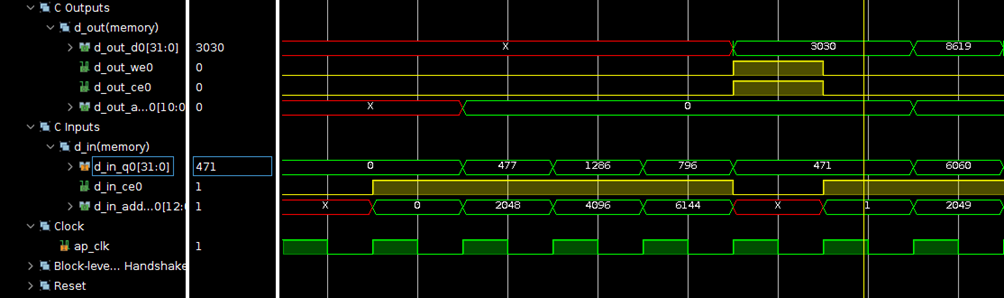 C Outputs
d_out(memory)
d_out_d0[31:0] 3030 X 3030 8619
d_out_we0 0
d_out_ce0 0
d_out_a...0[10:0 0 X 0
C Inputs
d_in(memory)
d_in_q0[31:0] 471 0 477 1286 796 471 6060
d_in_ce0 1
d_in_add...0[12: 1 X 0 2048 4096 6144 X 1 2049
Clock
ap_clk 1
Block-leve... Handshake
Reset